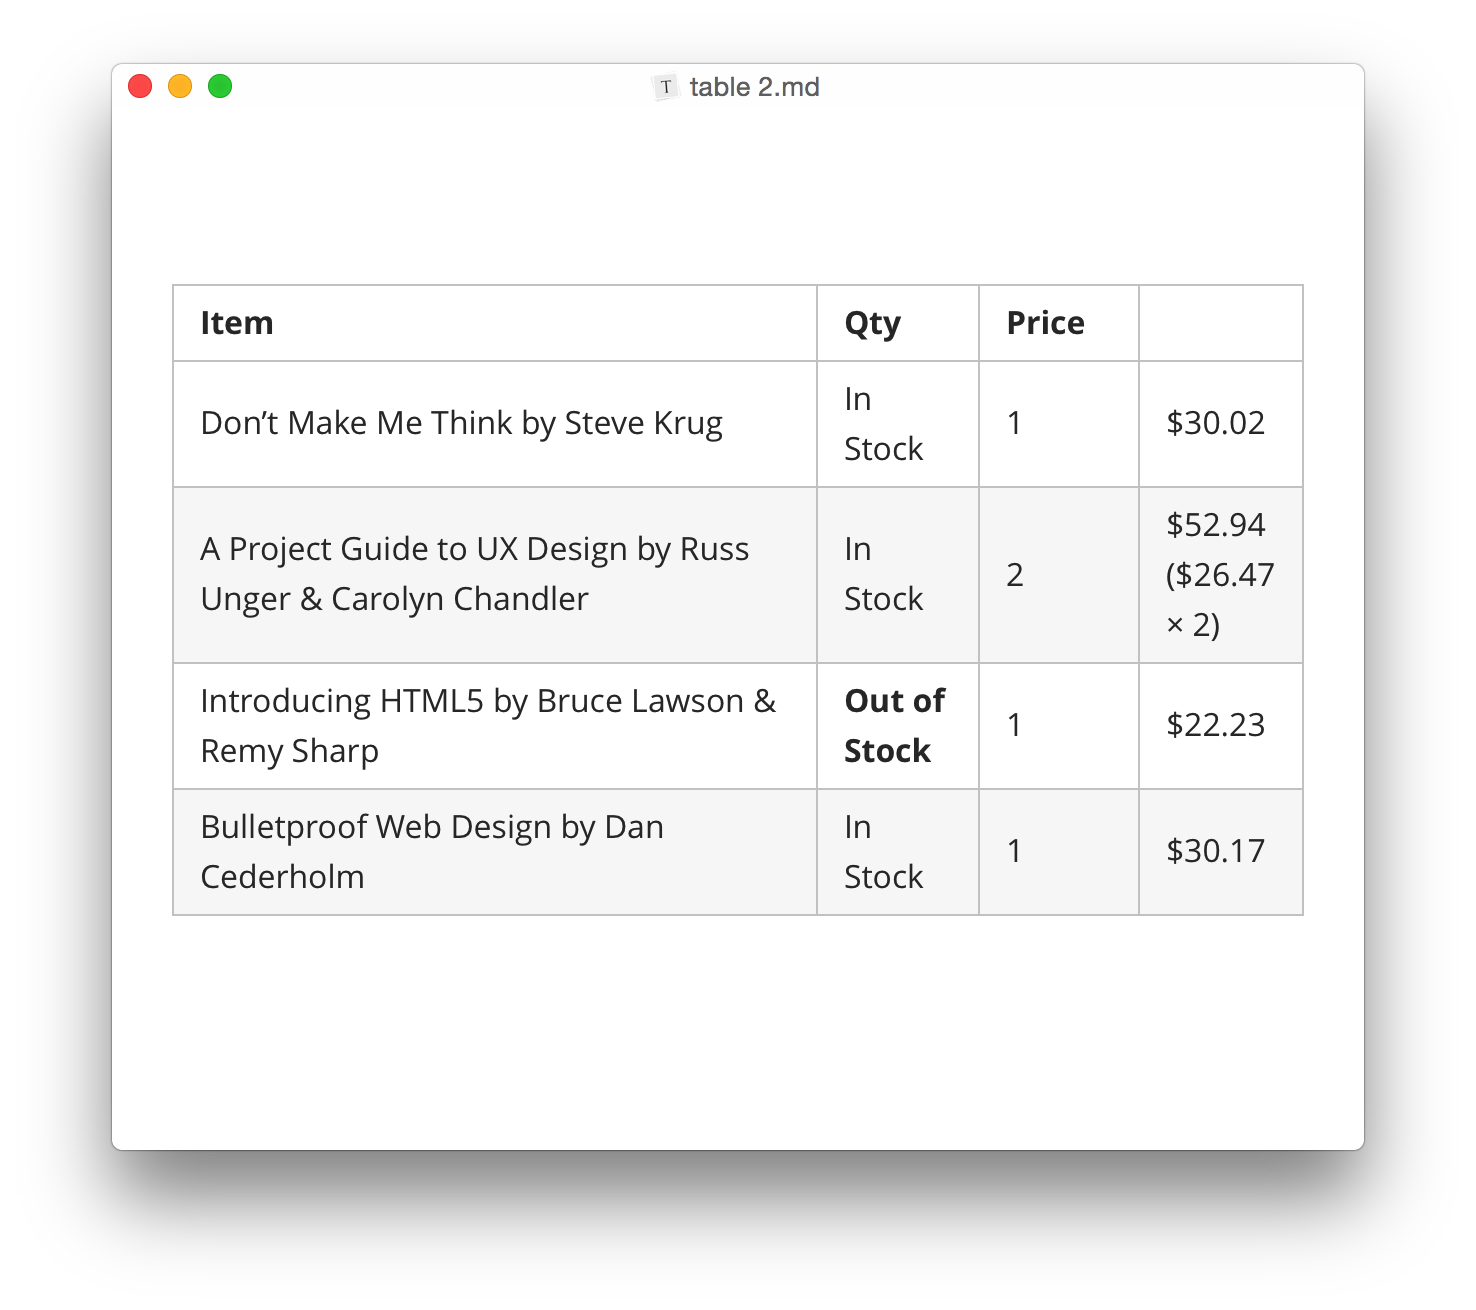 T table 2.md
Item Qty Price
Don’t Make Me Think by Steve Krug In Stock 1 $30.02
A Project Guide to UX Design by Russ Unger & Carolyn Chandler In Stock 2 $52.94 ($26.47 × 2)
Introducing HTML5 by Bruce Lawson & Remy Sharp Out of Stock 1 $22.23
Bulletproof Web Design by Dan Cederholm In Stock 1 $30.17